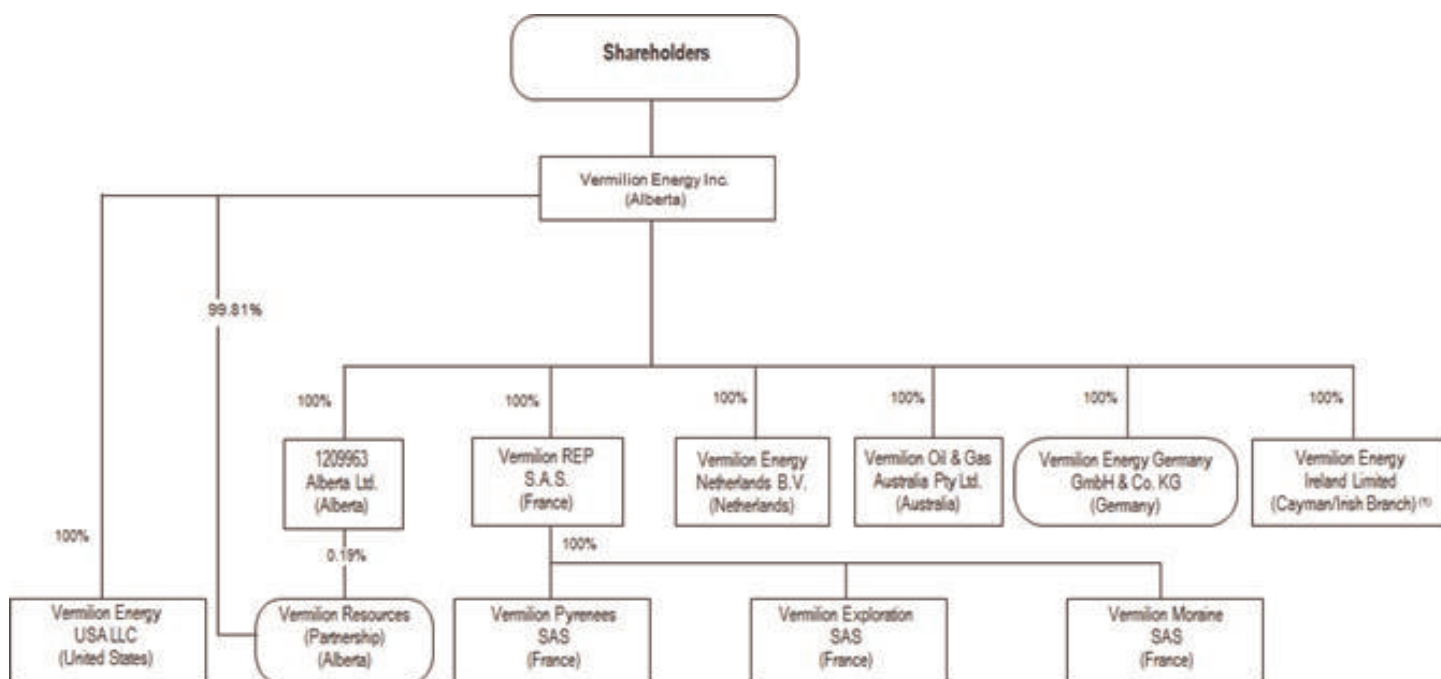 Shareholders
Vermilion Energy Inc.
(Alberta)
99.81%
100%
100%
100%
100%
100%
100%
1209963
Alberta Ltd.
(Alberta)
Vermilion REP
S.A.S.
(France)
Vermilion Energy
Netherlands B.V.
(Netherlands)
Vermilion Oil & Gas
Australia Pty Ltd.
(Australia)
Vermilion Energy Germany
GmbH & Co. KG
(Germany)
Vermilion Energy
Ireland Limited
(Cayman/Irish Branch) (1)
100%
0.19%
100%
Vermilion Energy
USA LLC
(United States)
Vermilion Resources
(Partnership)
(Alberta)
Vermilion Pyrenees
SAS
(France)
Vermilion Exploration
SAS
(France)
Vermilion Moraine
SAS
(France)